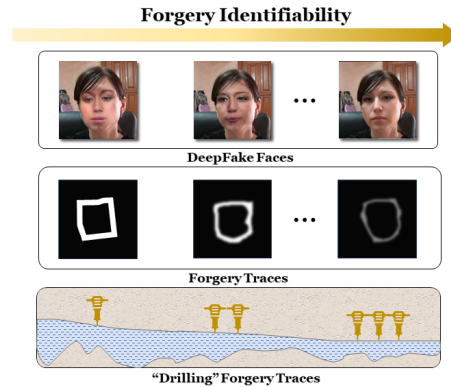 Forgery Identifiability
...
DeepFake Faces
...
Forgery Traces
“Drilling” Forgery Traces